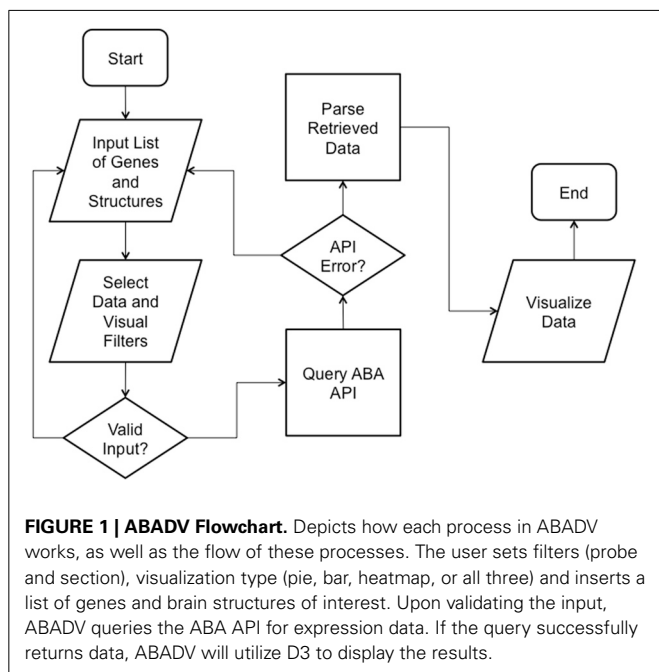 Start
Input List
of Genes
and
Structures
Select
Data and
Visual
Filters
Valid
Input?
Query ABA
API
API
Error?
Parse
Retrieved
Data
Visualize
Data
End
FIGURE 1 | ABADV Flowchart. Depicts how each process in ABADV
works, as well as the flow of these processes. The user sets filters (probe
and section), visualization type (pie, bar, heatmap, or all three) and inserts a
list of genes and brain structures of interest. Upon validating the input,
ABADV queries the ABA API for expression data. If the query successfully
returns data, ABADV will utilize D3 to display the results.